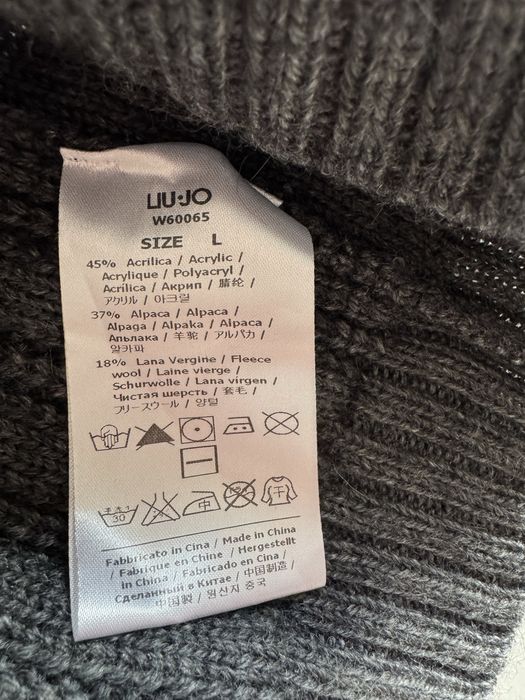 LIU·JO
W60065
SIZE L
45% Acrilica / Acrylic /
Acrylique / Polyacryl /
Acrílica / Акрил / 腈纶 /
アクリル / 아크릴
37% Alpaca / Alpaca /
Alpaga / Alpaka / Alpaca /
Альпака / 羊驼 / アルパカ /
알카파
18% Lana Vergine / Fleece
wool / Laine vierge /
Schurwolle / Lana virgen /
Чистая шерсть / 套毛 /
フリースウール / 양털
30
中
干
Fabbricato in Cina / Made in China
/ Fabrique en Chine / Hergestellt
in China / Fabricado en Cina /
Сделанный в Китае / 中国制造 /
中国製 / 원산지 중국